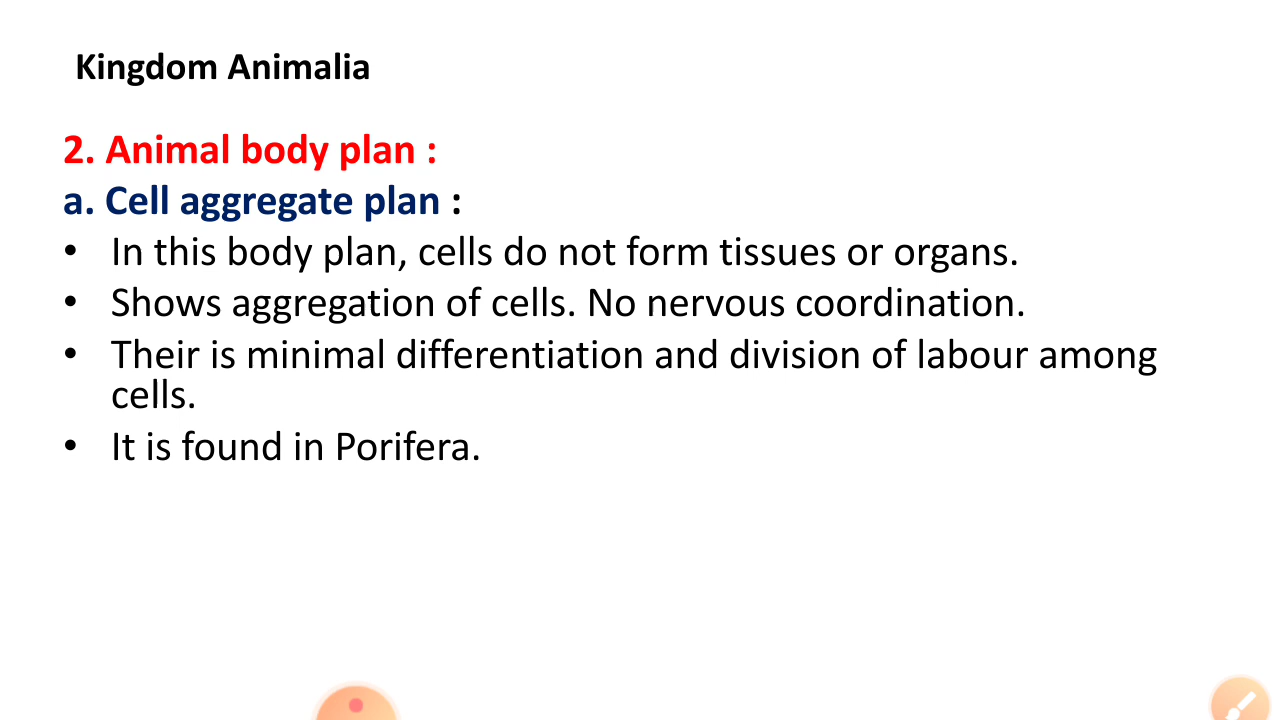 Kingdom Animalia
2. Animal body plan :
a. Cell aggregate plan :
• In this body plan, cells do not form tissues or organs.
• Shows aggregation of cells. No nervous coordination.
• Their is minimal differentiation and division of labour among
cells.
• It is found in Porifera.